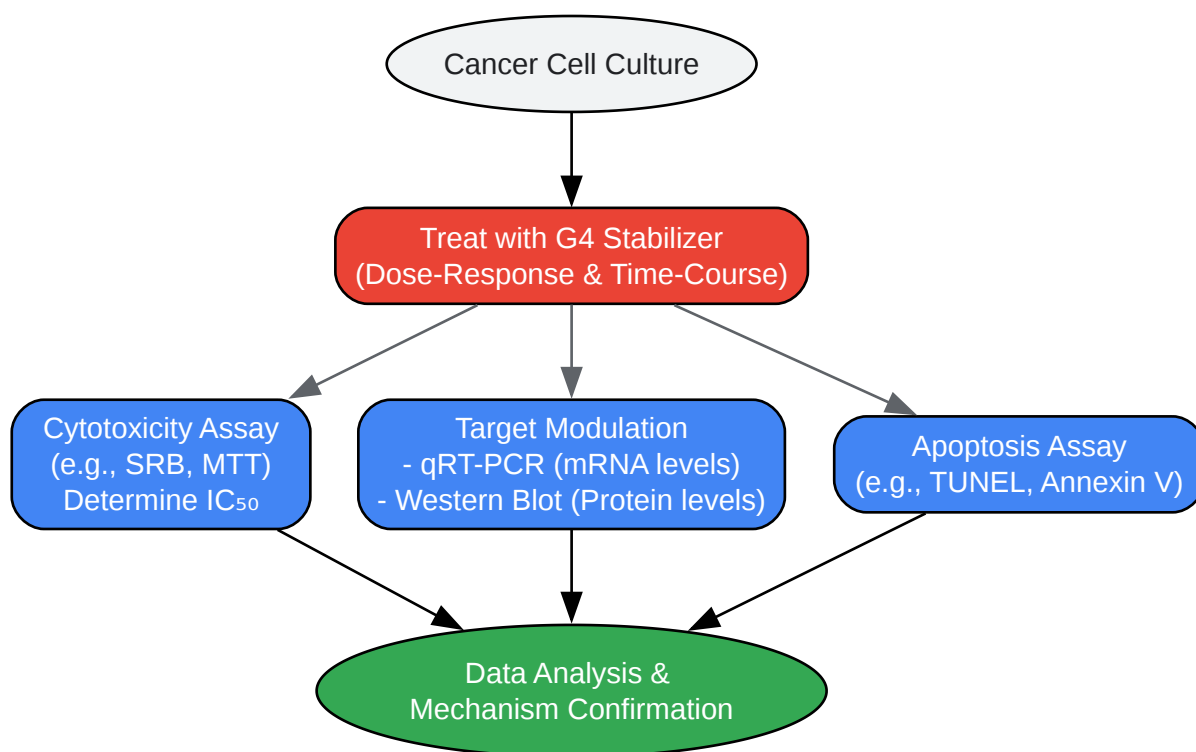 Cancer Cell Culture
Treat with G4 Stabilizer
(Dose-Response & Time-Course)
Cytotoxicity Assay
(e.g., SRB, MTT)
Determine IC₅₀
Target Modulation
- qRT-PCR (mRNA levels)
- Western Blot (Protein levels)
Apoptosis Assay
(e.g., TUNEL, Annexin V)
Data Analysis &
Mechanism Confirmation